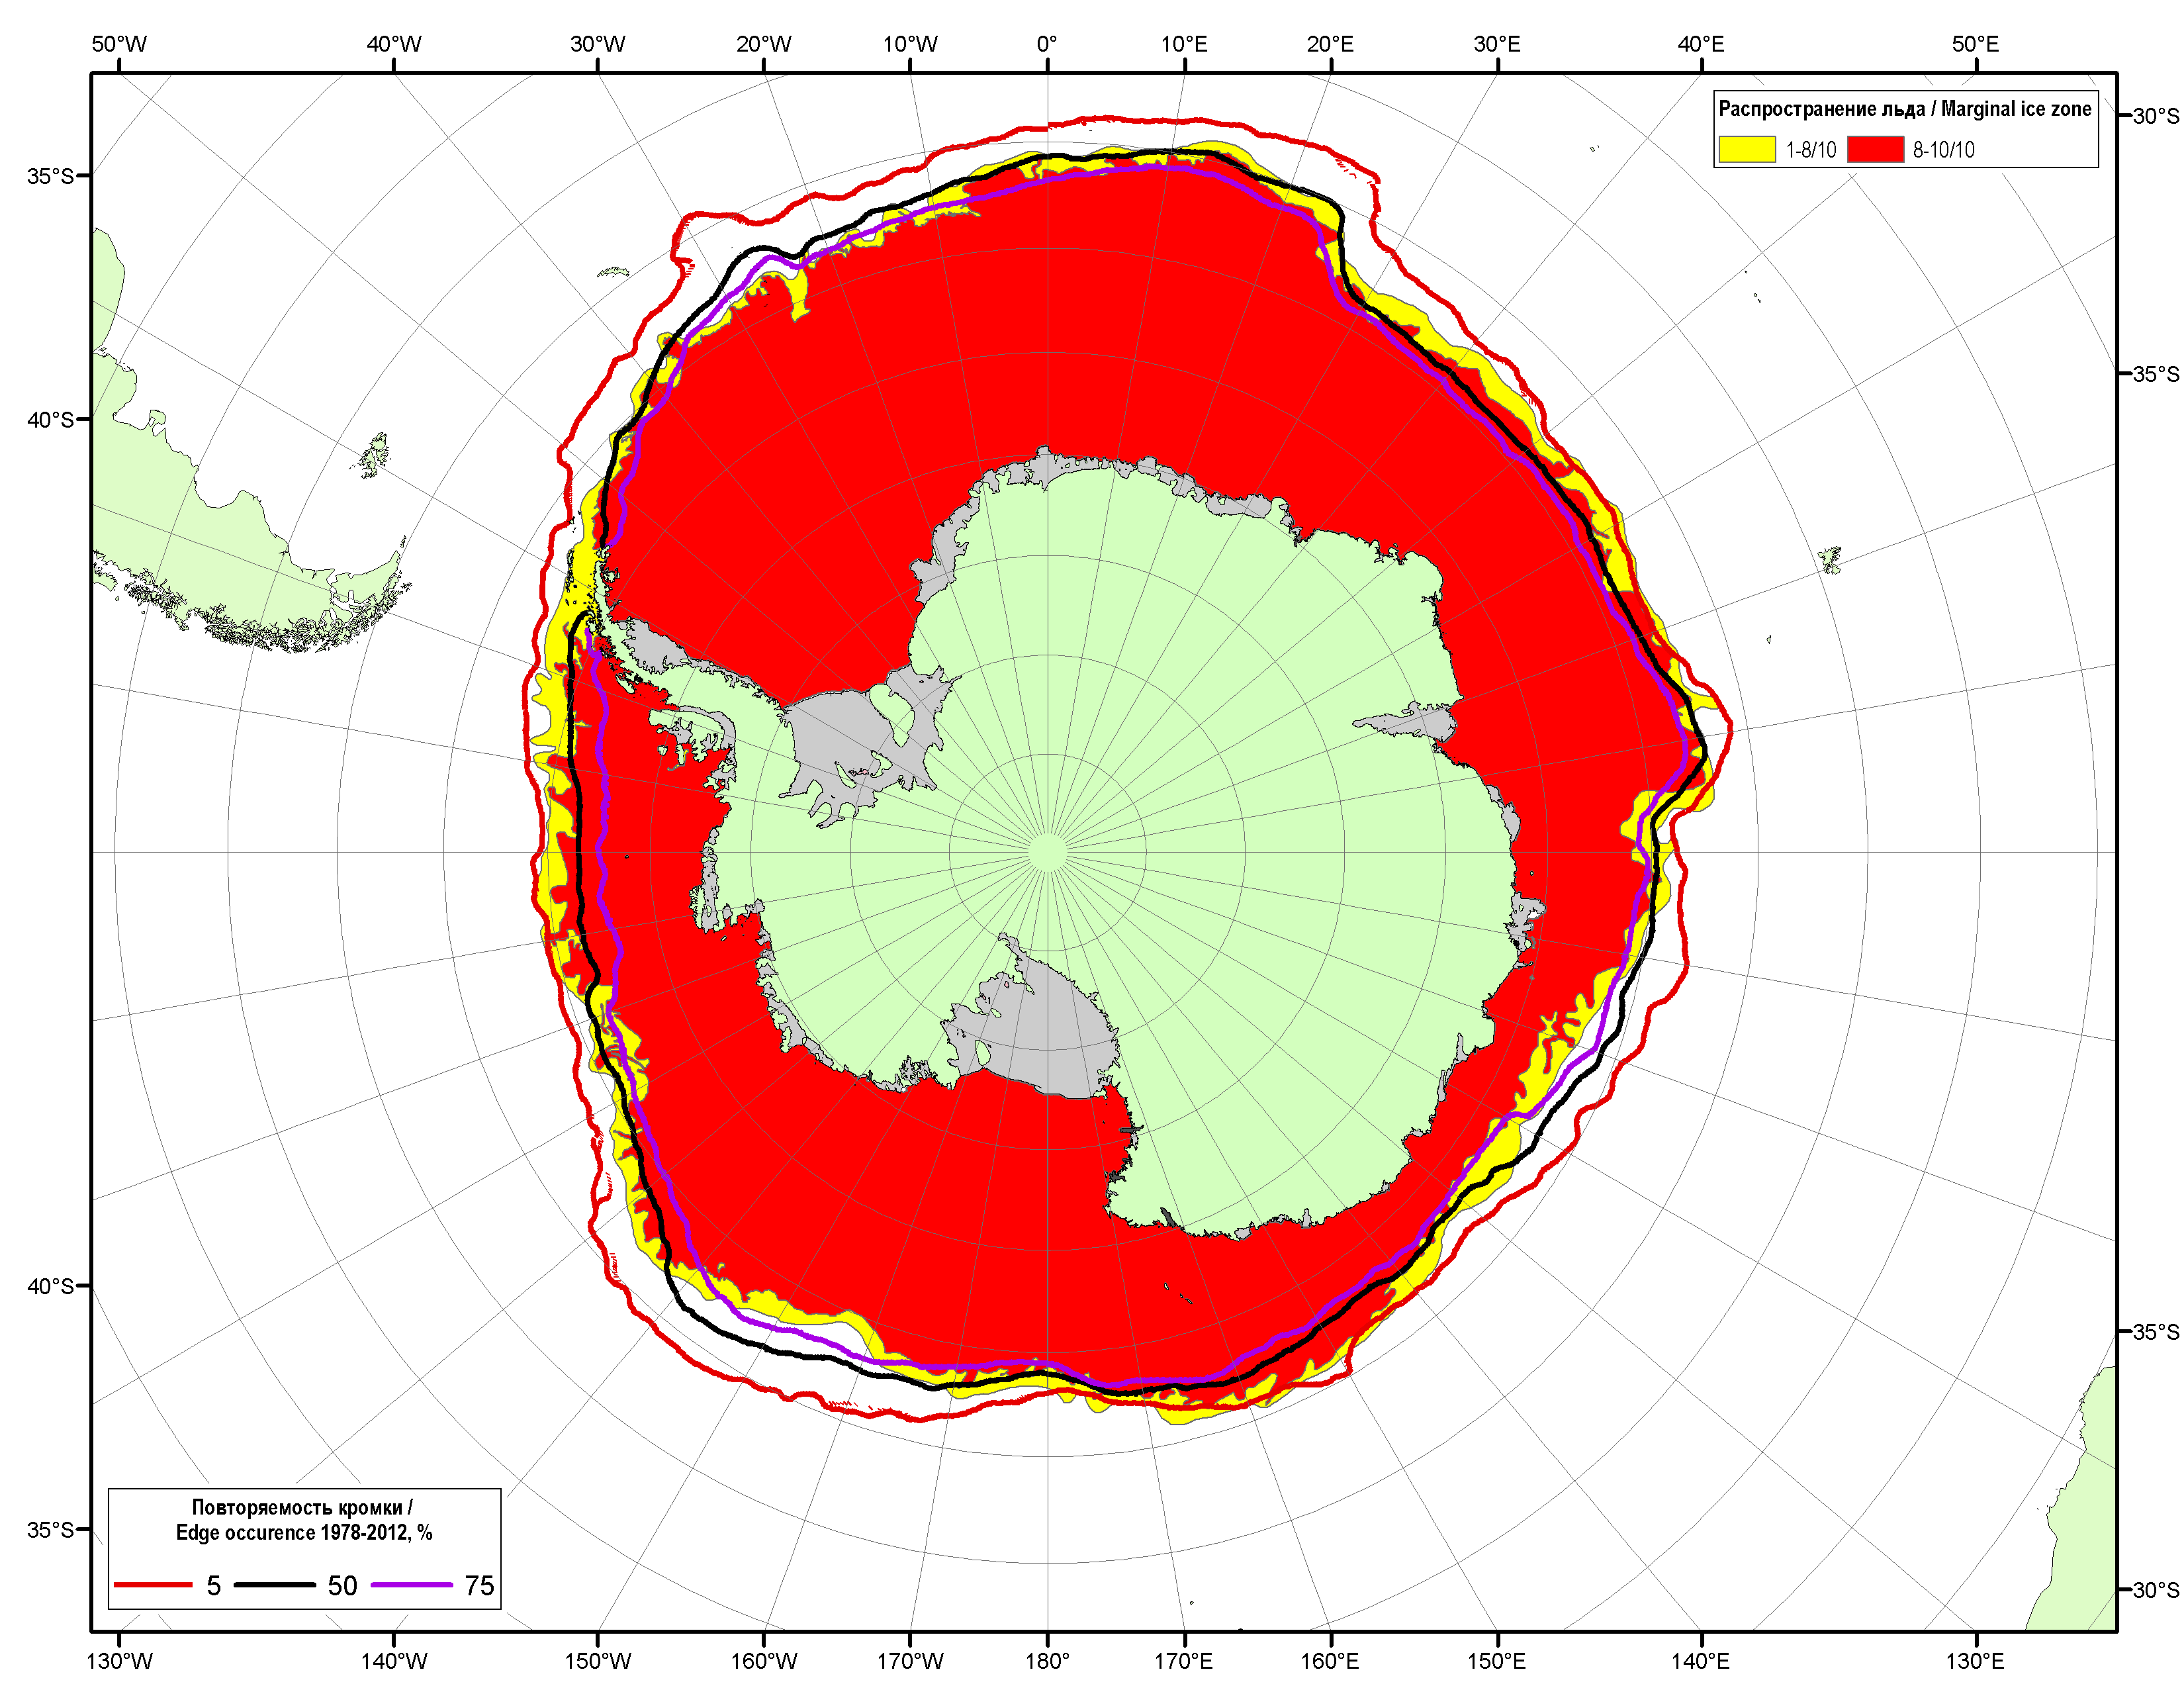 50°W 40°W 30°W 20°W 10°W 0° 10°E 20°E 30°E 40°E 50°E
Распространение льда / Marginal ice zone
1-8/10 8-10/10
30°S
35°S
35°S
40°S
40°S
35°S
35°S
30°S
Повторяемость кромки /
Edge occurence 1978-2012, %
5 50 75
130°W 140°W 150°W 160°W 170°W 180° 170°E 160°E 150°E 140°E 130°E